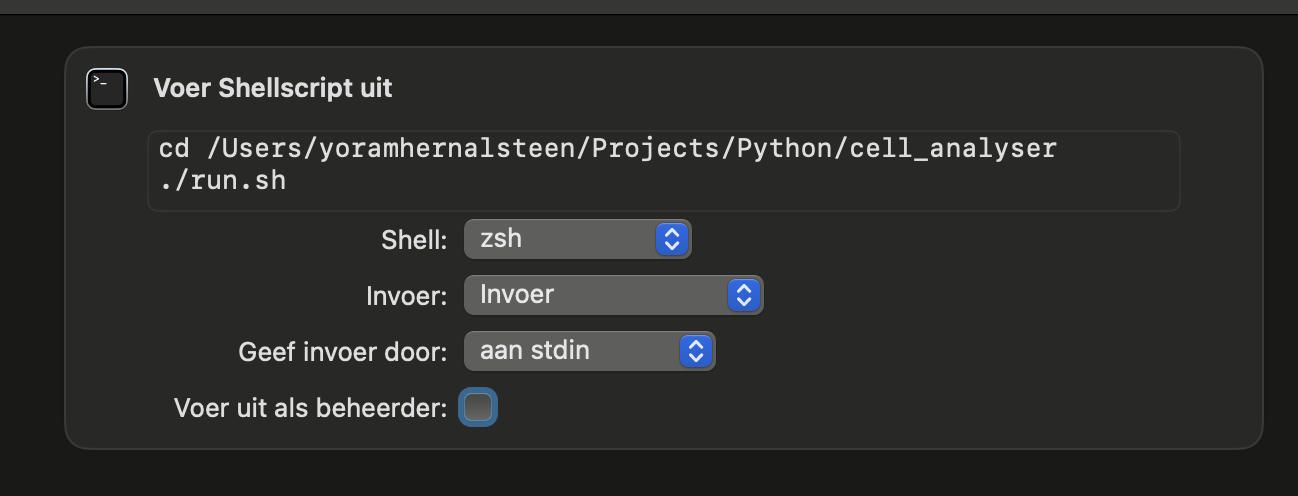 >_
Voer Shellscript uit
cd /Users/yoramhernalsteen/Projects/Python/cell_analyser
./run.sh
Shell: zsh
Invoer: Invoer
Geef invoer door: aan stdin
Voer uit als beheerder: